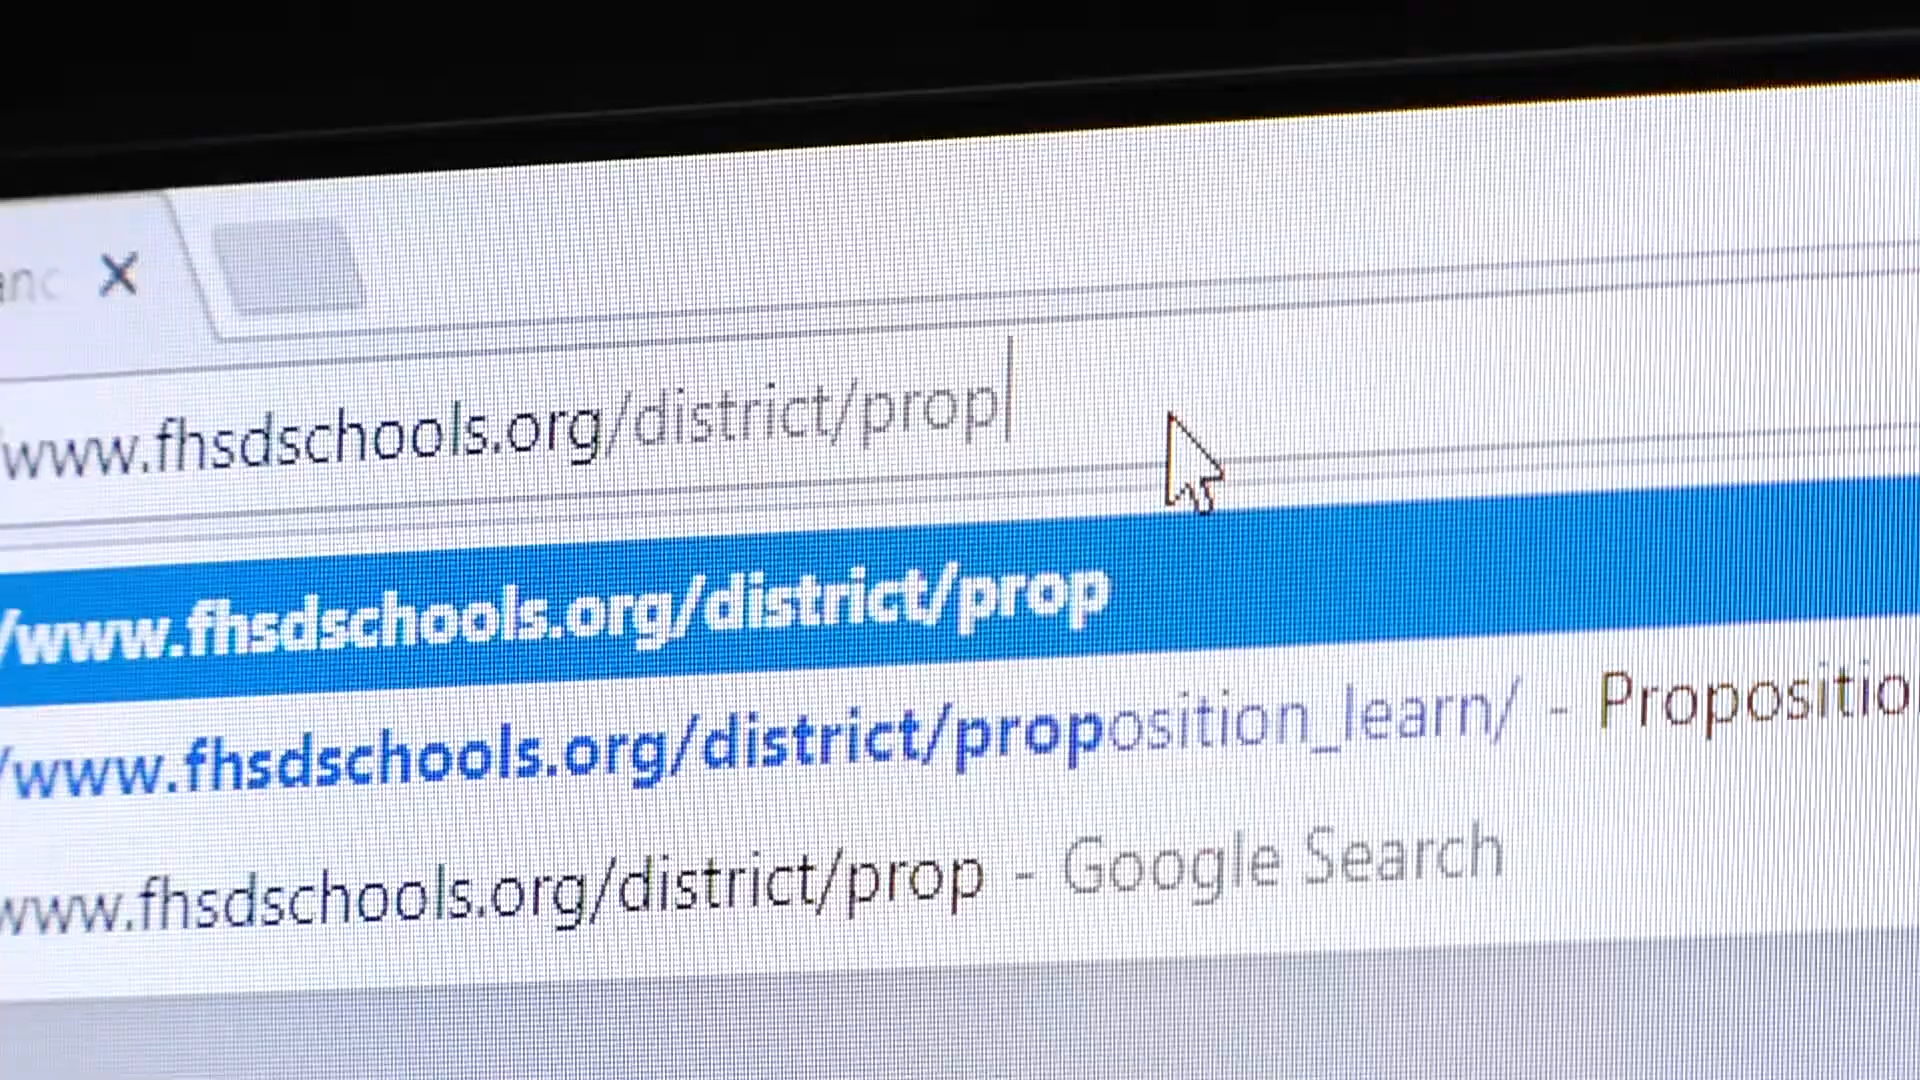 anc
www.fhsdschools.org/district/prop
/www.fhsdschools.org/district/prop
/www.fhsdschools.org/district/proposition_learn/ - Propositio
www.fhsdschools.org/district/prop - Google Search